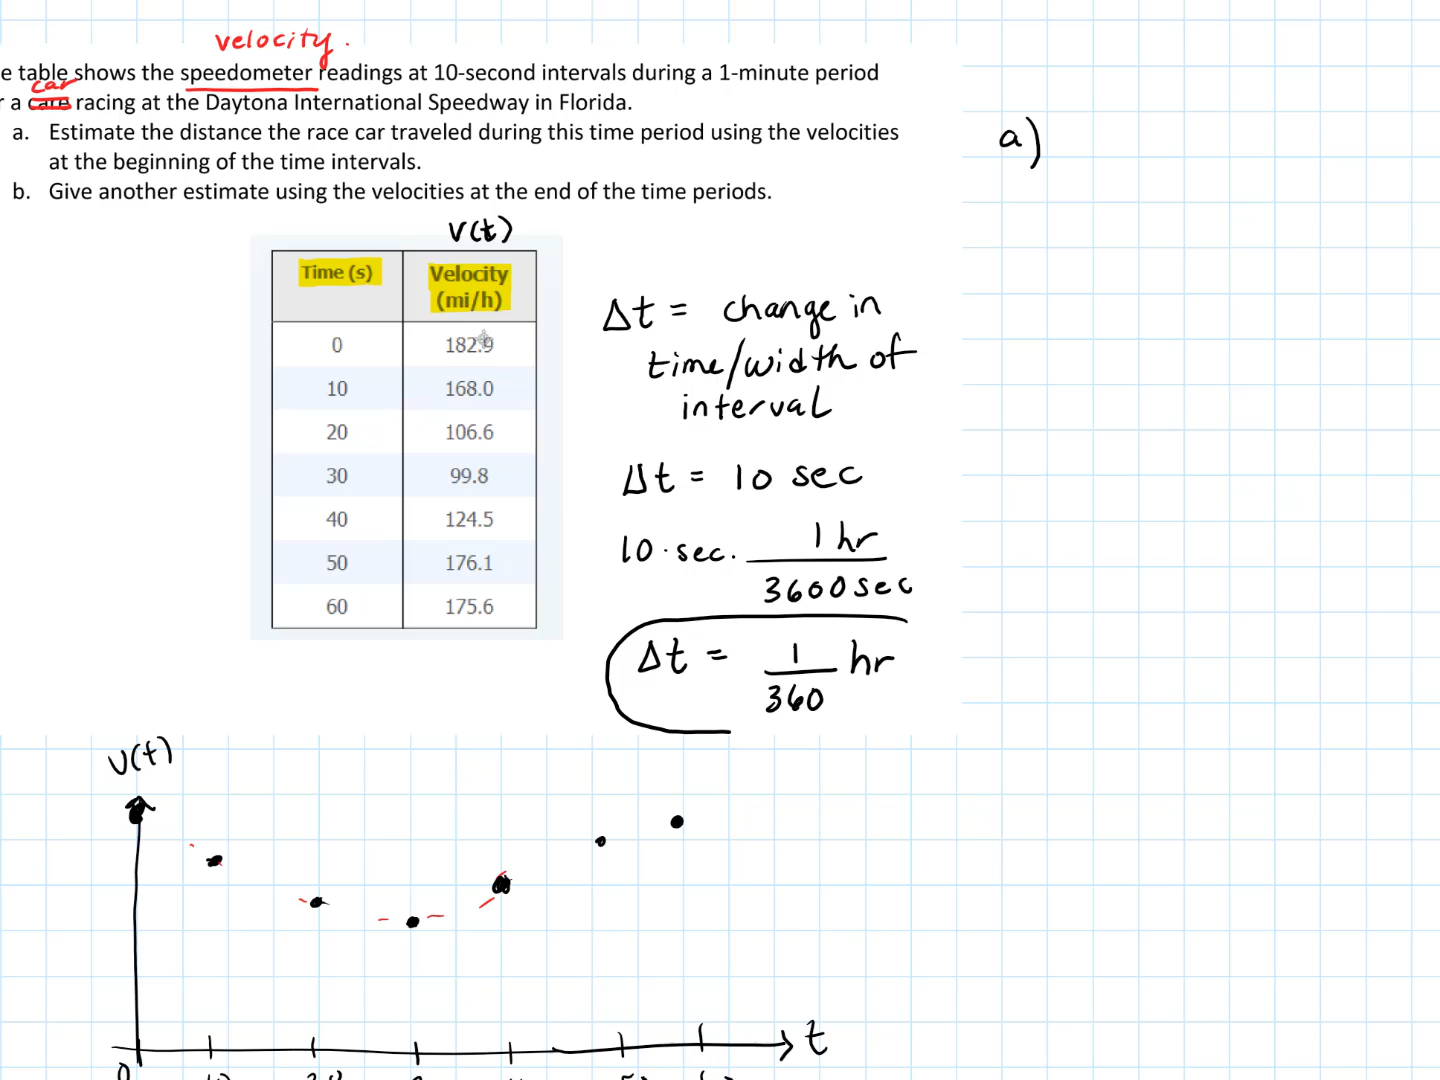 velocity.
e table shows the speedometer readings at 10-second intervals during a 1-minute period
car
r a care racing at the Daytona International Speedway in Florida.
a. Estimate the distance the race car traveled during this time period using the velocities
at the beginning of the time intervals.
b. Give another estimate using the velocities at the end of the time periods.
a)
v(t)
Time (s) Velocity
(mi/h)
0 182.9
10 168.0
20 106.6
30 99.8
40 124.5
50 176.1
60 175.6
Δt = change in
time/width of
interval
Δt = 10 sec
10 · sec · 1 hr
3600 sec
Δt = 1 hr
360
v(t)
t
0